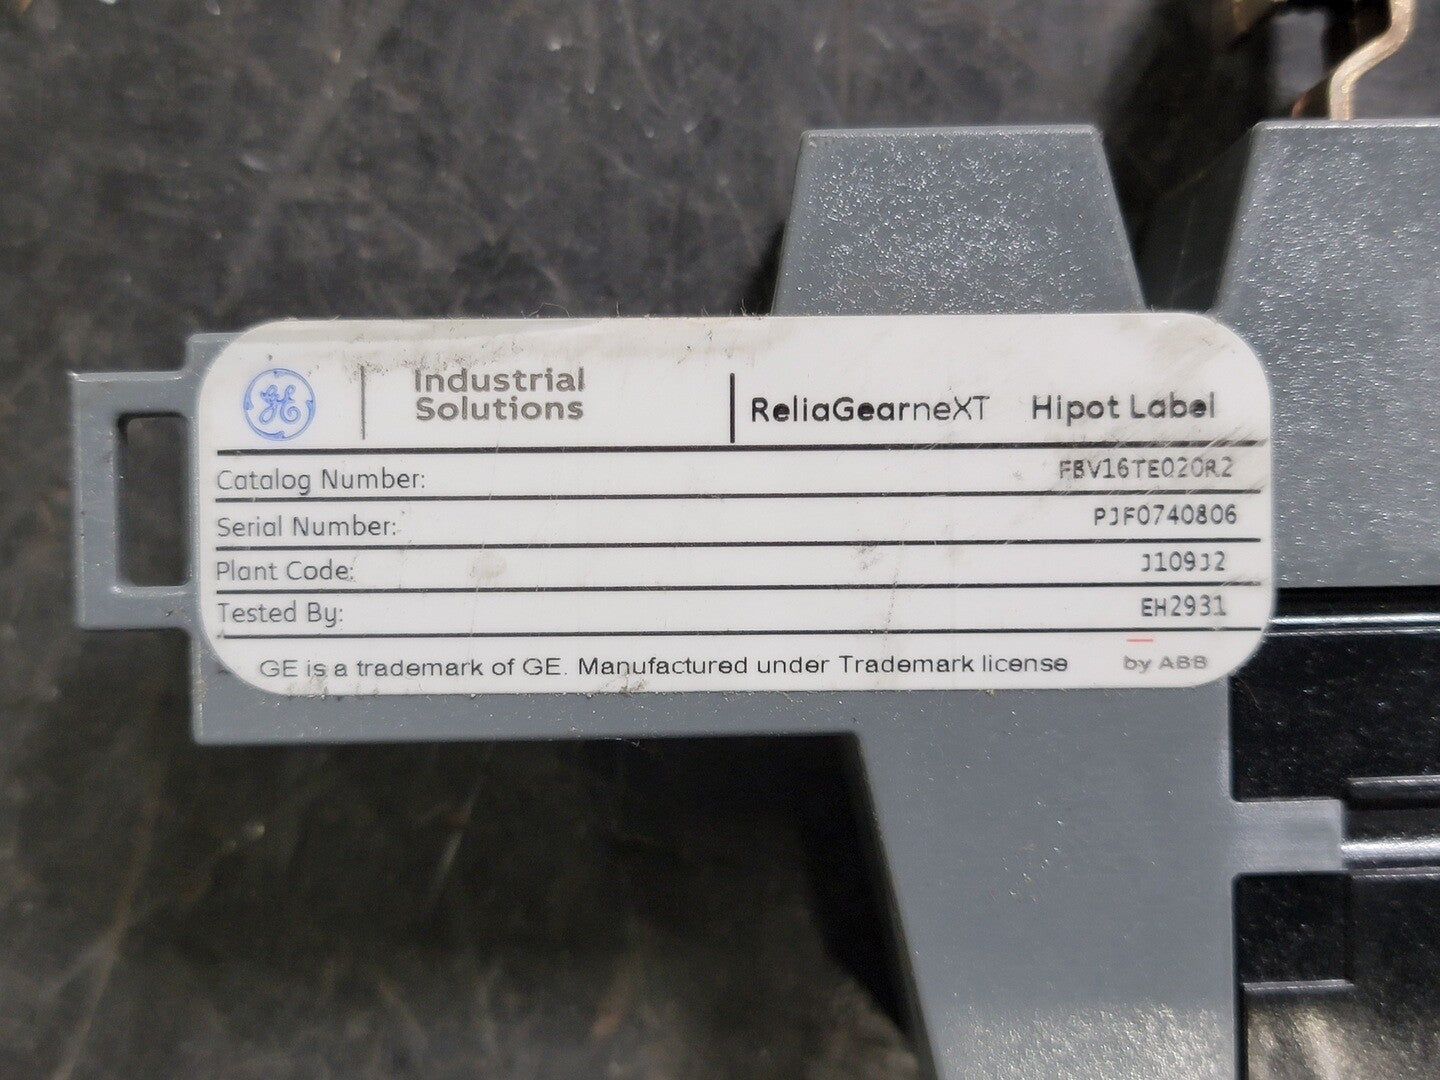 GE
Industrial
Solutions
ReliaGearneXT Hipot Label
Catalog Number: FBV16TE020R2
Serial Number: PJF0740806
Plant Code: J109J2
Tested By: EH2931
GE is a trademark of GE. Manufactured under Trademark license by ABB